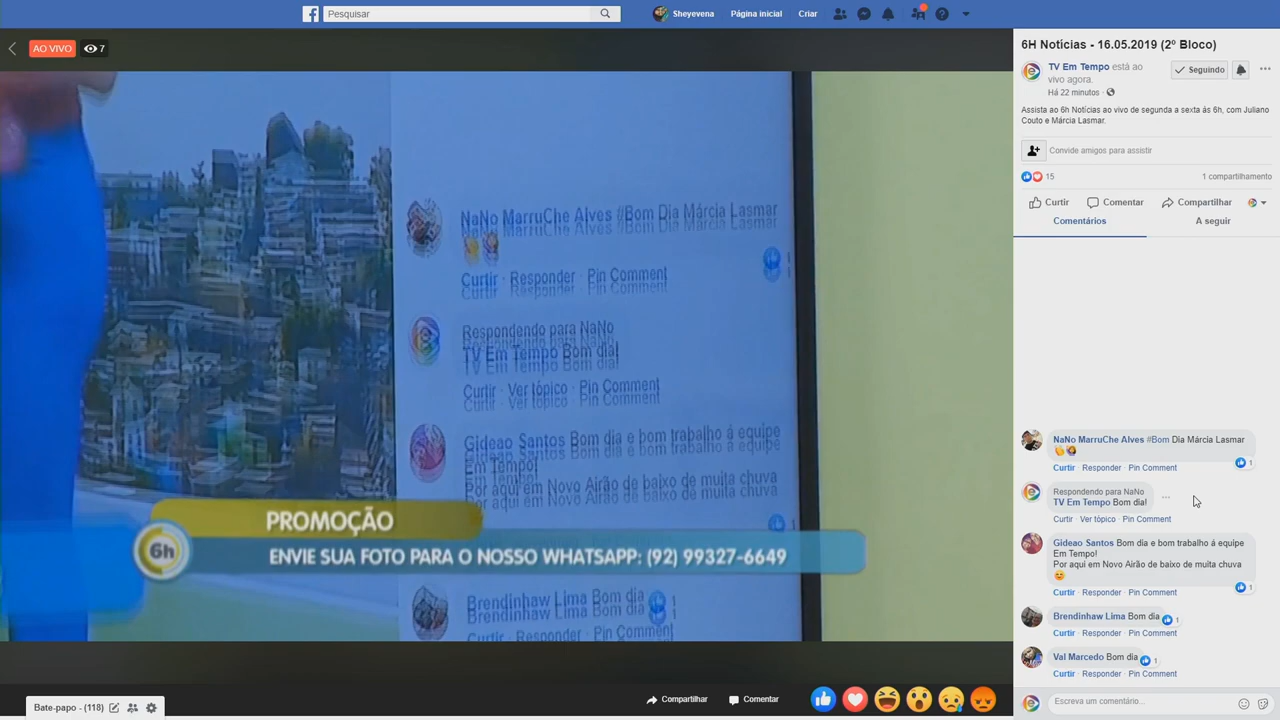 Pesquisar
Sheyevena
Página inicial
Criar
AO VIVO
7
NaNo MarruChe Alves #Bom Dia Márcia Lasmar
Curtir · Responder · Pin Comment
1
Respondendo para NaNo
TV Em Tempo Bom dia!
Curtir · Ver tópico · Pin Comment
Gideao Santos Bom dia e bom trabalho á equipe
Em Tempo!
Por aqui em Novo Airão de baixo de muita chuva
1
PROMOÇÃO
6h
ENVIE SUA FOTO PARA O NOSSO WHATSAPP: (92) 99327-6649
Brendinhaw Lima Bom dia
1
Curtir · Responder · Pin Comment
Bate-papo - (118)
Compartilhar
Comentar
6H Notícias - 16.05.2019 (2º Bloco)
TV Em Tempo está ao
vivo agora.
Seguindo
Há 22 minutos ·
Assista ao 6h Notícias ao vivo de segunda a sexta ás 6h, com Juliano
Couto e Márcia Lasmar.
Convide amigos para assistir
15
1 compartilhamento
Curtir
Comentar
Compartilhar
Comentários
A seguir
NaNo MarruChe Alves #Bom Dia Márcia Lasmar
1
Curtir · Responder · Pin Comment
Respondendo para NaNo
TV Em Tempo Bom dia!
Curtir · Ver tópico · Pin Comment
Gideao Santos Bom dia e bom trabalho á equipe
Em Tempo!
Por aqui em Novo Airão de baixo de muita chuva
1
Curtir · Responder · Pin Comment
Brendinhaw Lima Bom dia
1
Curtir · Responder · Pin Comment
Val Marcedo Bom dia
1
Curtir · Responder · Pin Comment
Escreva um comentário...